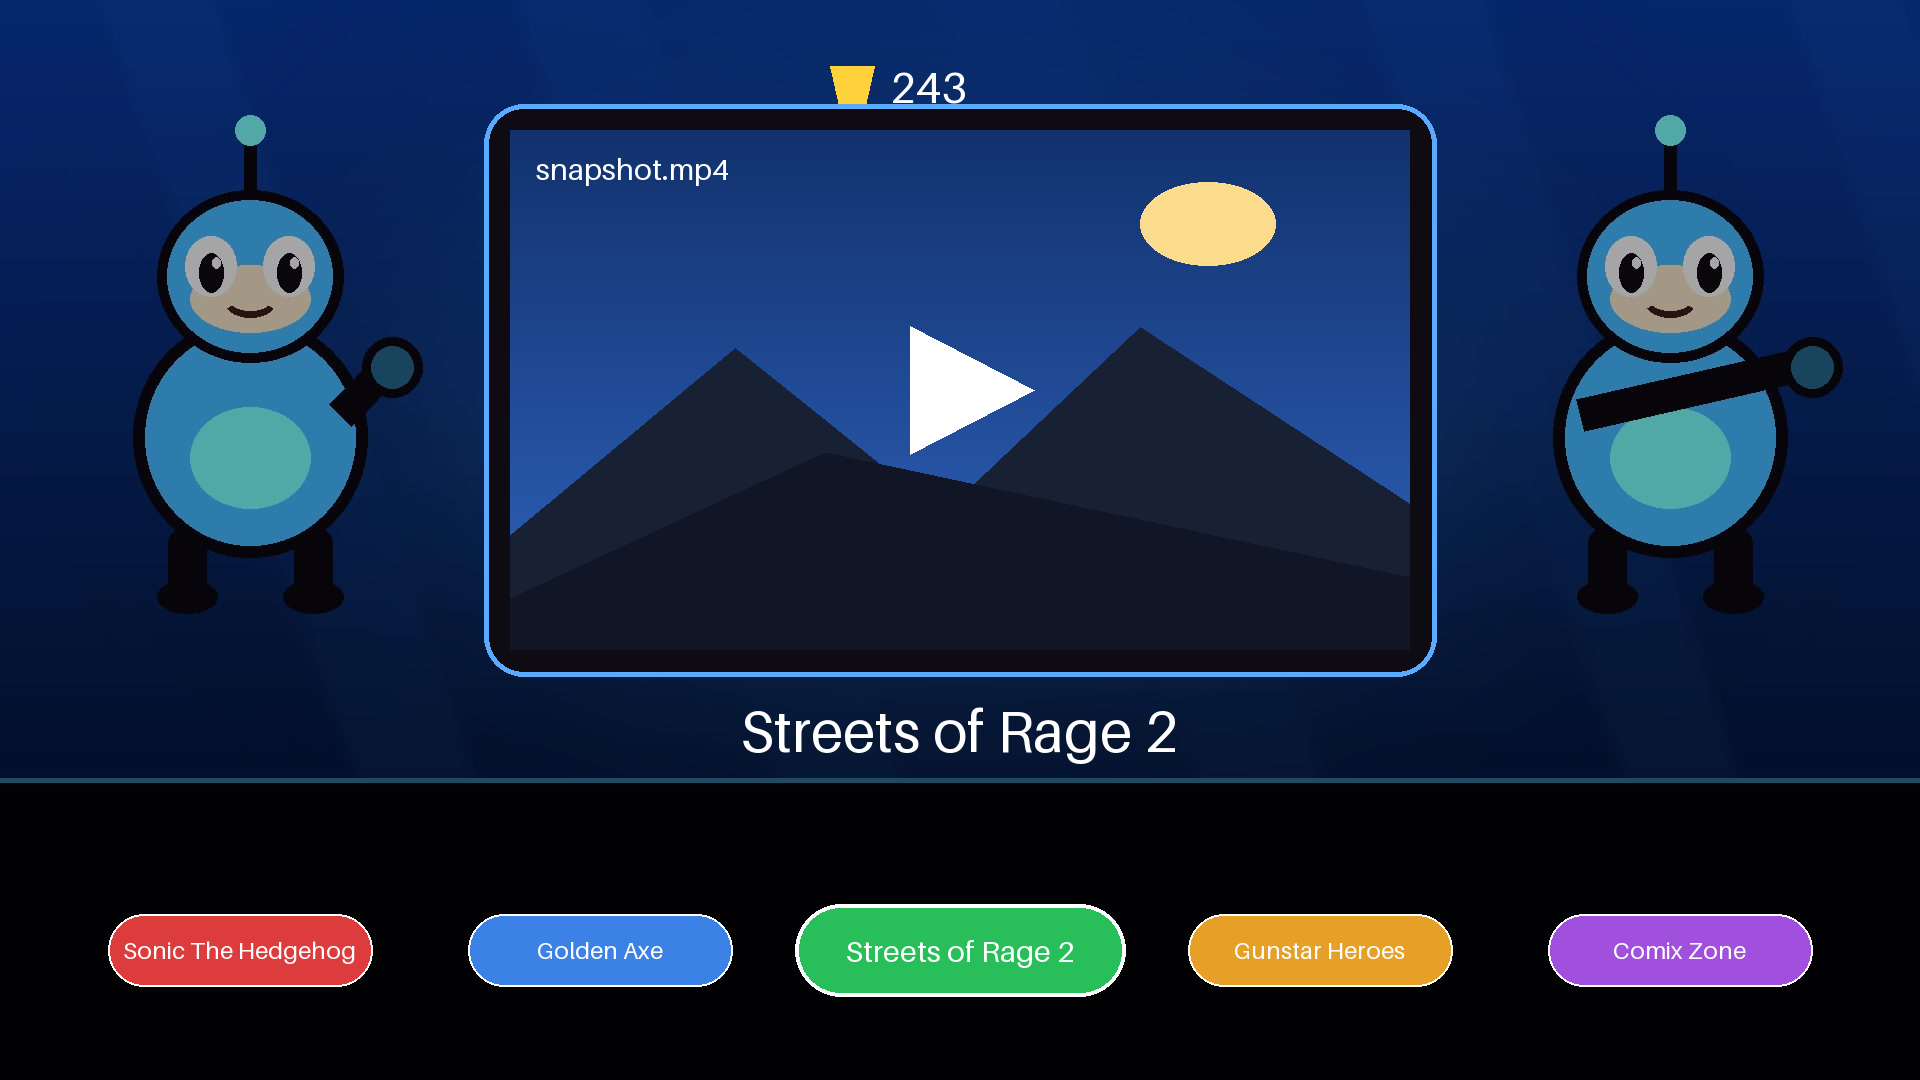 243
snapshot.mp4
Streets of Rage 2
Sonic The Hedgehog
Golden Axe
Streets of Rage 2
Gunstar Heroes
Comix Zone